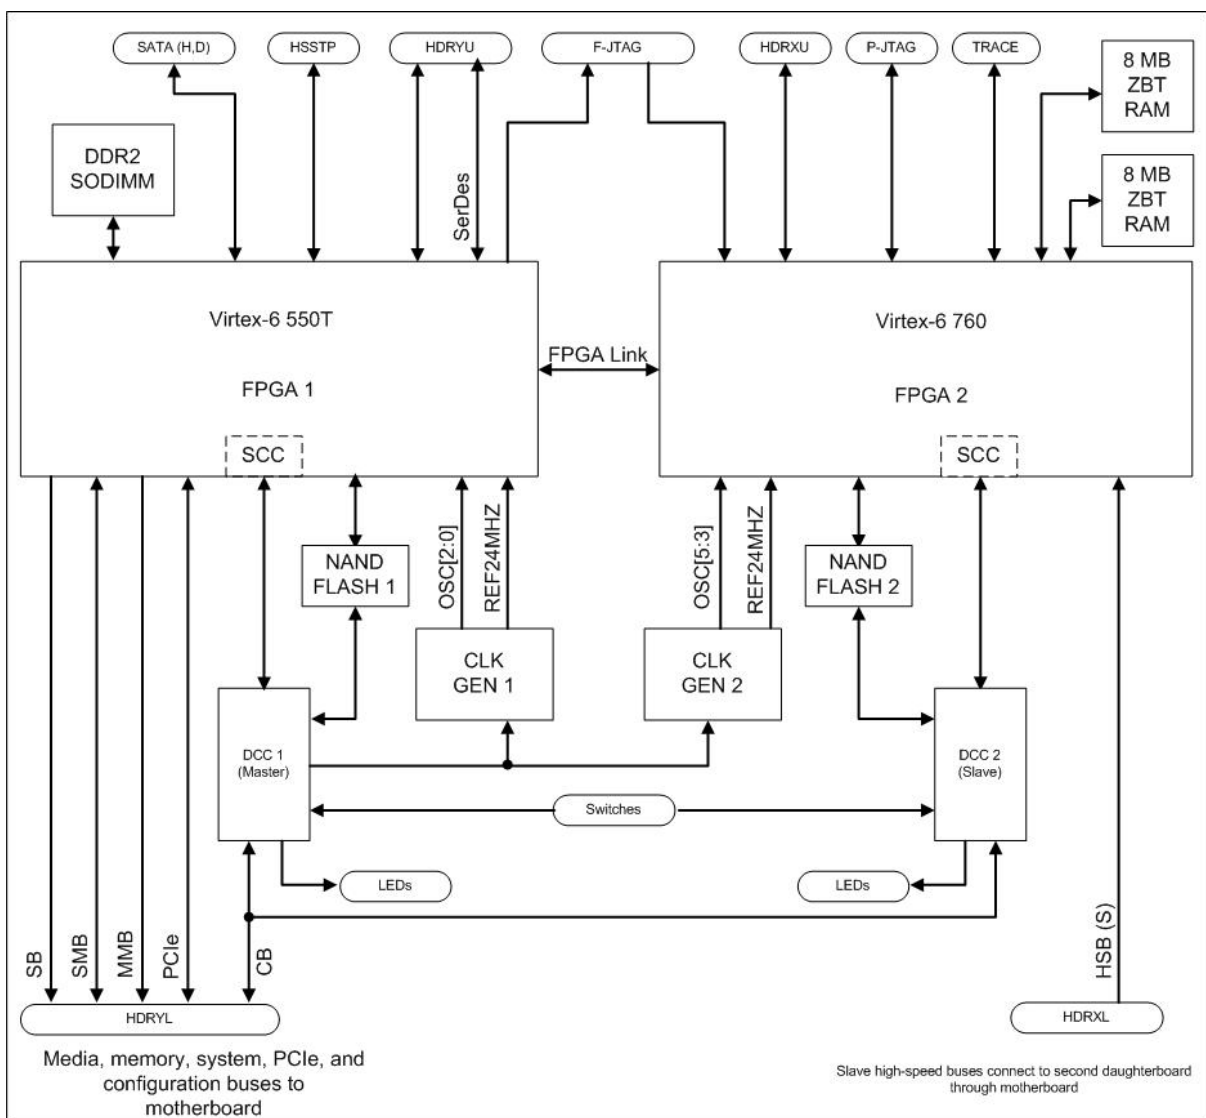 SATA (H,D)
HSSTP
HDRYU
F-JTAG
HDRXU
P-JTAG
TRACE
8 MB
ZBT
RAM
DDR2
SODIMM
8 MB
ZBT
RAM
SerDes
Virtex-6 550T
Virtex-6 760
FPGA Link
FPGA 1
FPGA 2
SCC
SCC
OSC[2:0]
REF24MHZ
OSC[5:3]
REF24MHZ
NAND
FLASH 1
NAND
FLASH 2
CLK
GEN 1
CLK
GEN 2
DCC 1
(Master)
DCC 2
(Slave)
Switches
LEDs
LEDs
SB
SMB
MMB
PCIe
CB
HSB (S)
HDRYL
HDRXL
Media, memory, system, PCIe, and
configuration buses to
motherboard
Slave high-speed buses connect to second daughterboard
through motherboard